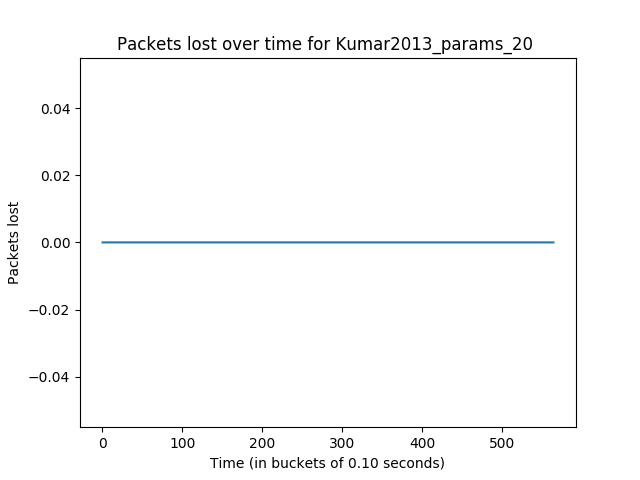 Packets lost over time for Kumar2013_params_20
Packets lost
0.04
0.02
0.00
−0.02
−0.04
0 100 200 300 400 500
Time (in buckets of 0.10 seconds)